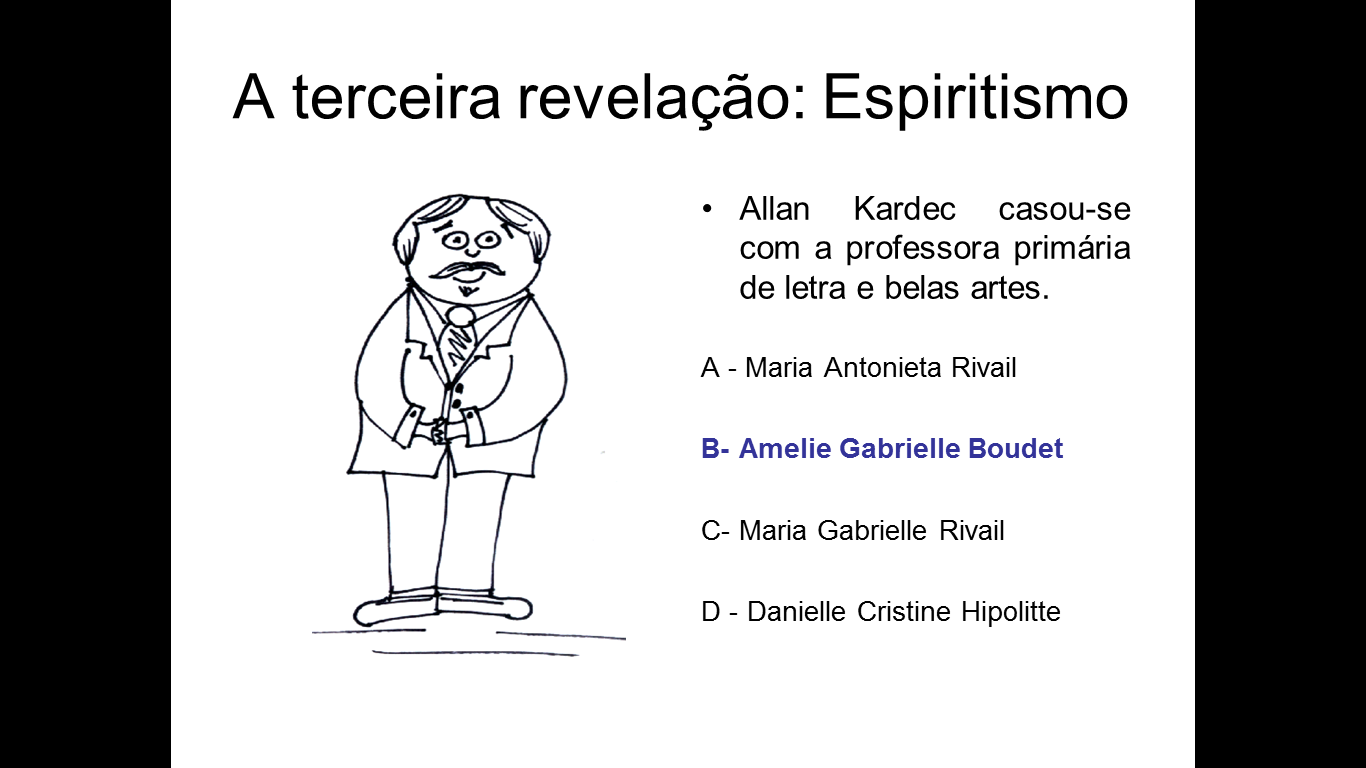 A terceira revelação: Espiritismo
• Allan Kardec casou-se
com a professora primária
de letra e belas artes.
A - Maria Antonieta Rivail
B- Amelie Gabrielle Boudet
C- Maria Gabrielle Rivail
D - Danielle Cristine Hipolitte